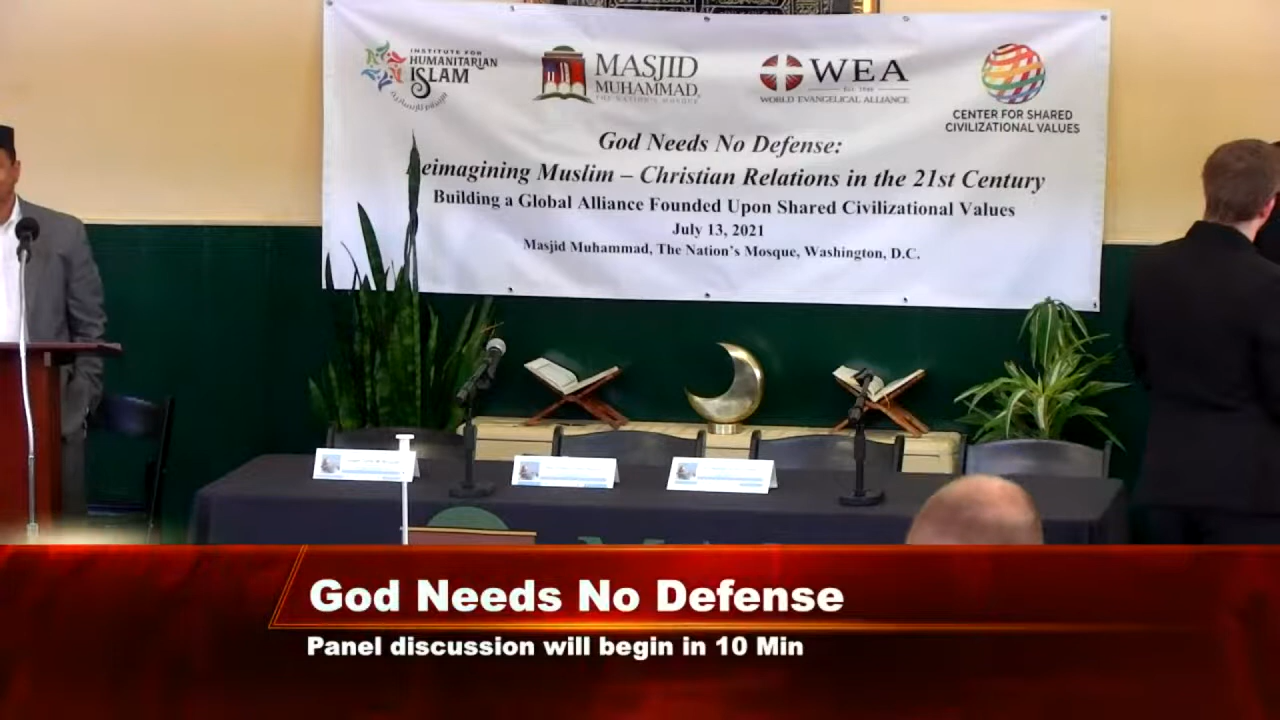 INSTITUTE FOR
HUMANITARIAN
ISLAM
MASJID
MUHAMMAD
THE NATION'S MOSQUE
WEA
Est. 1846
WORLD EVANGELICAL ALLIANCE
CENTER FOR SHARED
CIVILIZATIONAL VALUES
God Needs No Defense:
eimagining Muslim – Christian Relations in the 21st Century
Building a Global Alliance Founded Upon Shared Civilizational Values
July 13, 2021
Masjid Muhammad, The Nation's Mosque, Washington, D.C.
God Needs No Defense
Panel discussion will begin in 10 Min